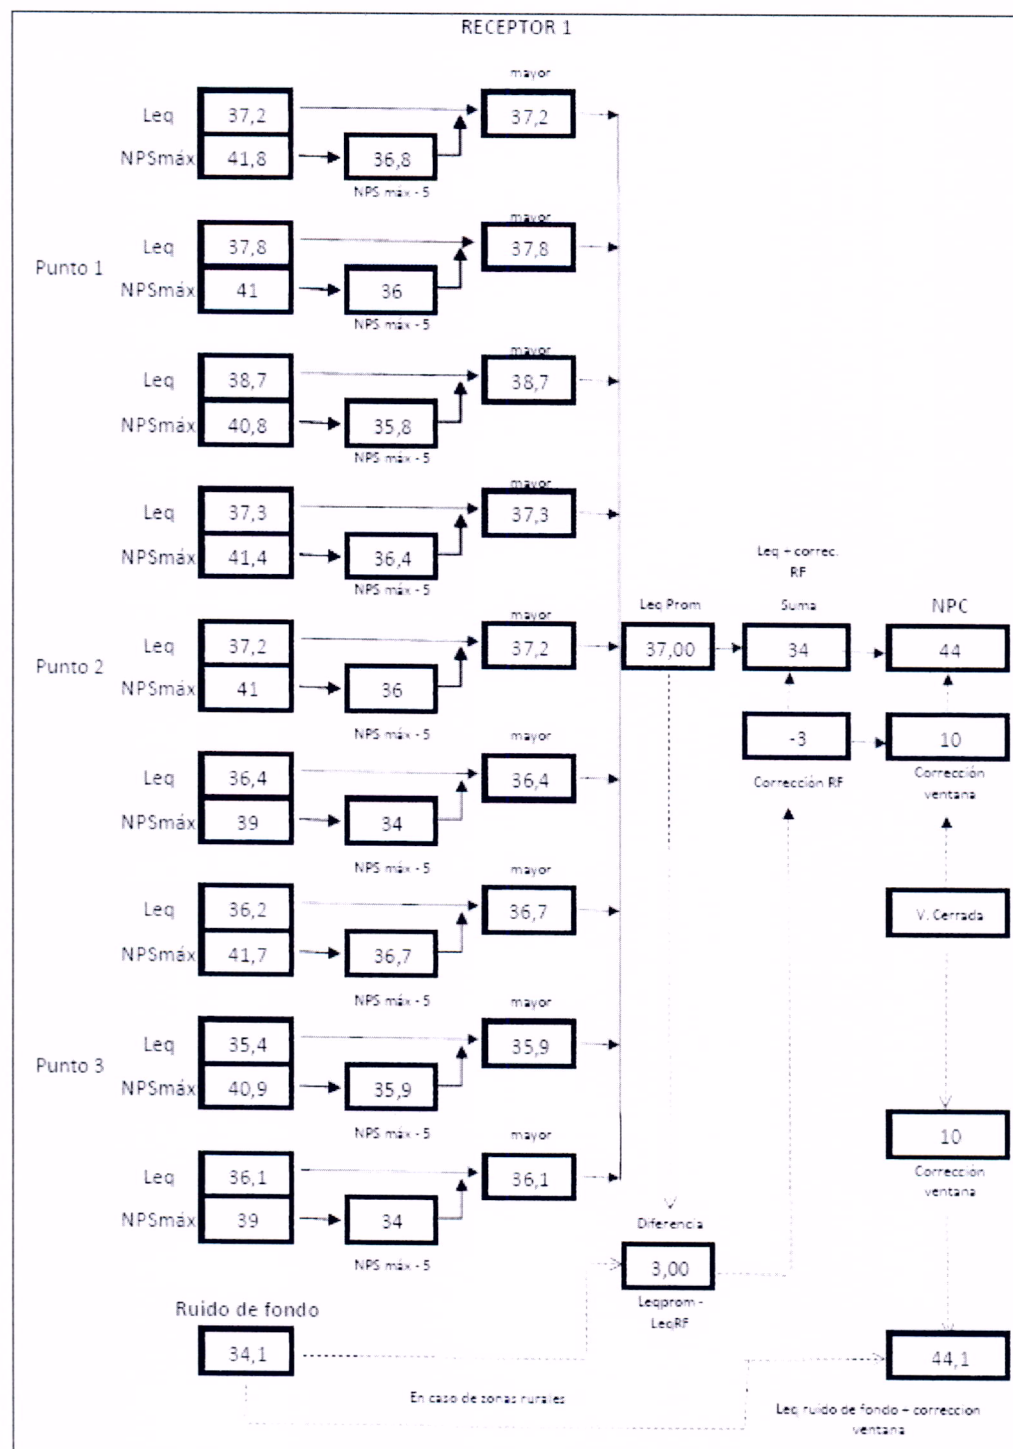 RECEPTOR 1
mayor
Leq 37,2 37,2
NPSmáx 41,8 36,8
NPS máx - 5
mayor
Leq 37,8 37,8
Punto 1
NPSmáx 41 36
NPS máx - 5
mayor
Leq 38,7 38,7
NPSmáx 40,8 35,8
NPS máx - 5
mayor
Leq 37,3 37,3
NPSmáx 41,4 36,4
NPS máx - 5
mayor
Leq 37,2 37,2
Punto 2
NPSmáx 41 36
NPS máx - 5
mayor
Leq 36,4 36,4
NPSmáx 39 34
NPS máx - 5
mayor
Leq 36,2 36,7
NPSmáx 41,7 36,7
NPS máx - 5
mayor
Leq 35,4 35,9
Punto 3
NPSmáx 40,9 35,9
NPS máx - 5
mayor
Leq 36,1 36,1
NPSmáx 39 34
NPS máx - 5
Ruido de fondo
34,1
En caso de zonas rurales
Leq Prom
37,00
Diferencia
3,00
Leqprom -
LeqRF
Leq + correc.
RF
Suma
34
-3
Corrección RF
NPC
44
10
Corrección
ventana
V. Cerrada
10
Corrección
ventana
44,1
Leq ruido de fondo + correccion
ventana